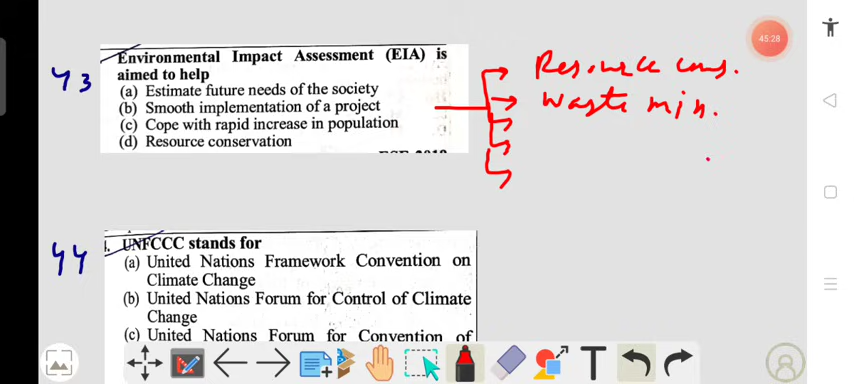 45:28
43
Environmental Impact Assessment (EIA) is
aimed to help
(a) Estimate future needs of the society
(b) Smooth implementation of a project
(c) Cope with rapid increase in population
(d) Resource conservation
Resource cons.
Waste min.
44
UNFCCC stands for
(a) United Nations Framework Convention on
Climate Change
(b) United Nations Forum for Control of Climate
Change
(c) United Nations Forum for Convention of
T